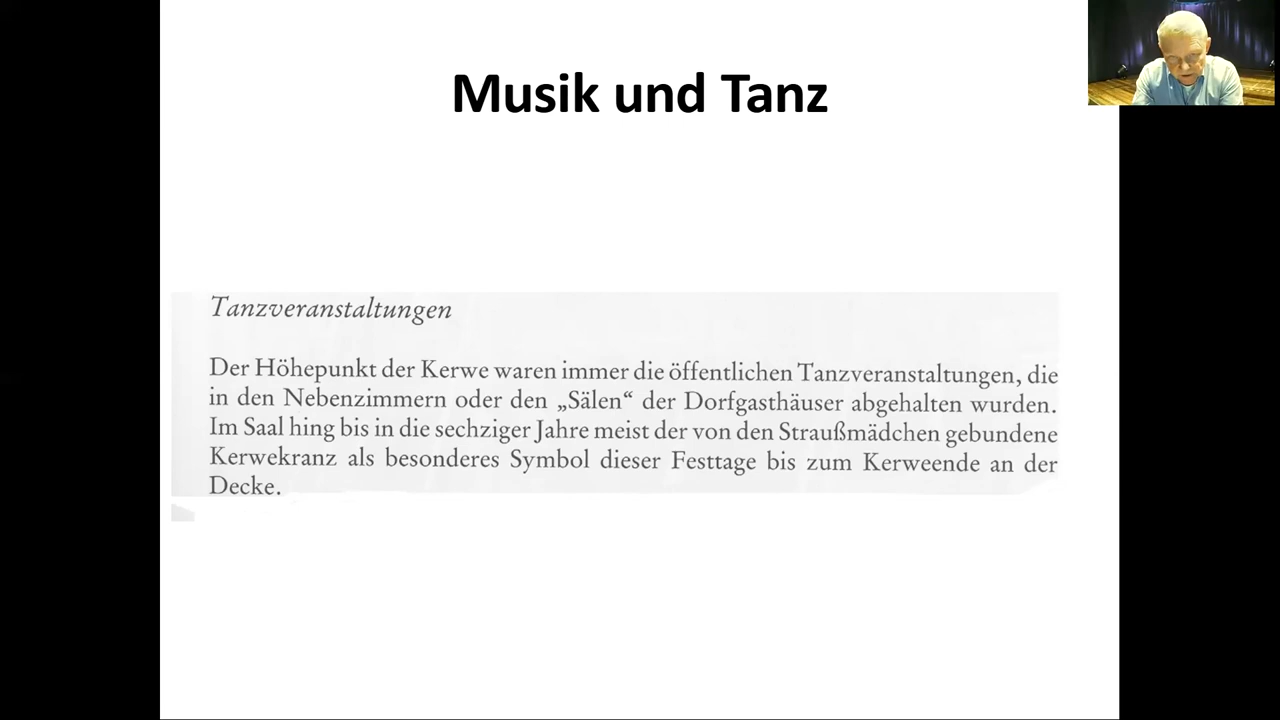 Musik und Tanz
Tanzveranstaltungen
Der Höhepunkt der Kerwe waren immer die öffentlichen Tanzveranstaltungen, die
in den Nebenzimmern oder den „Sälen“ der Dorfgasthäuser abgehalten wurden.
Im Saal hing bis in die sechziger Jahre meist der von den Straußmädchen gebundene
Kerwekranz als besonderes Symbol dieser Festtage bis zum Kerweende an der
Decke.